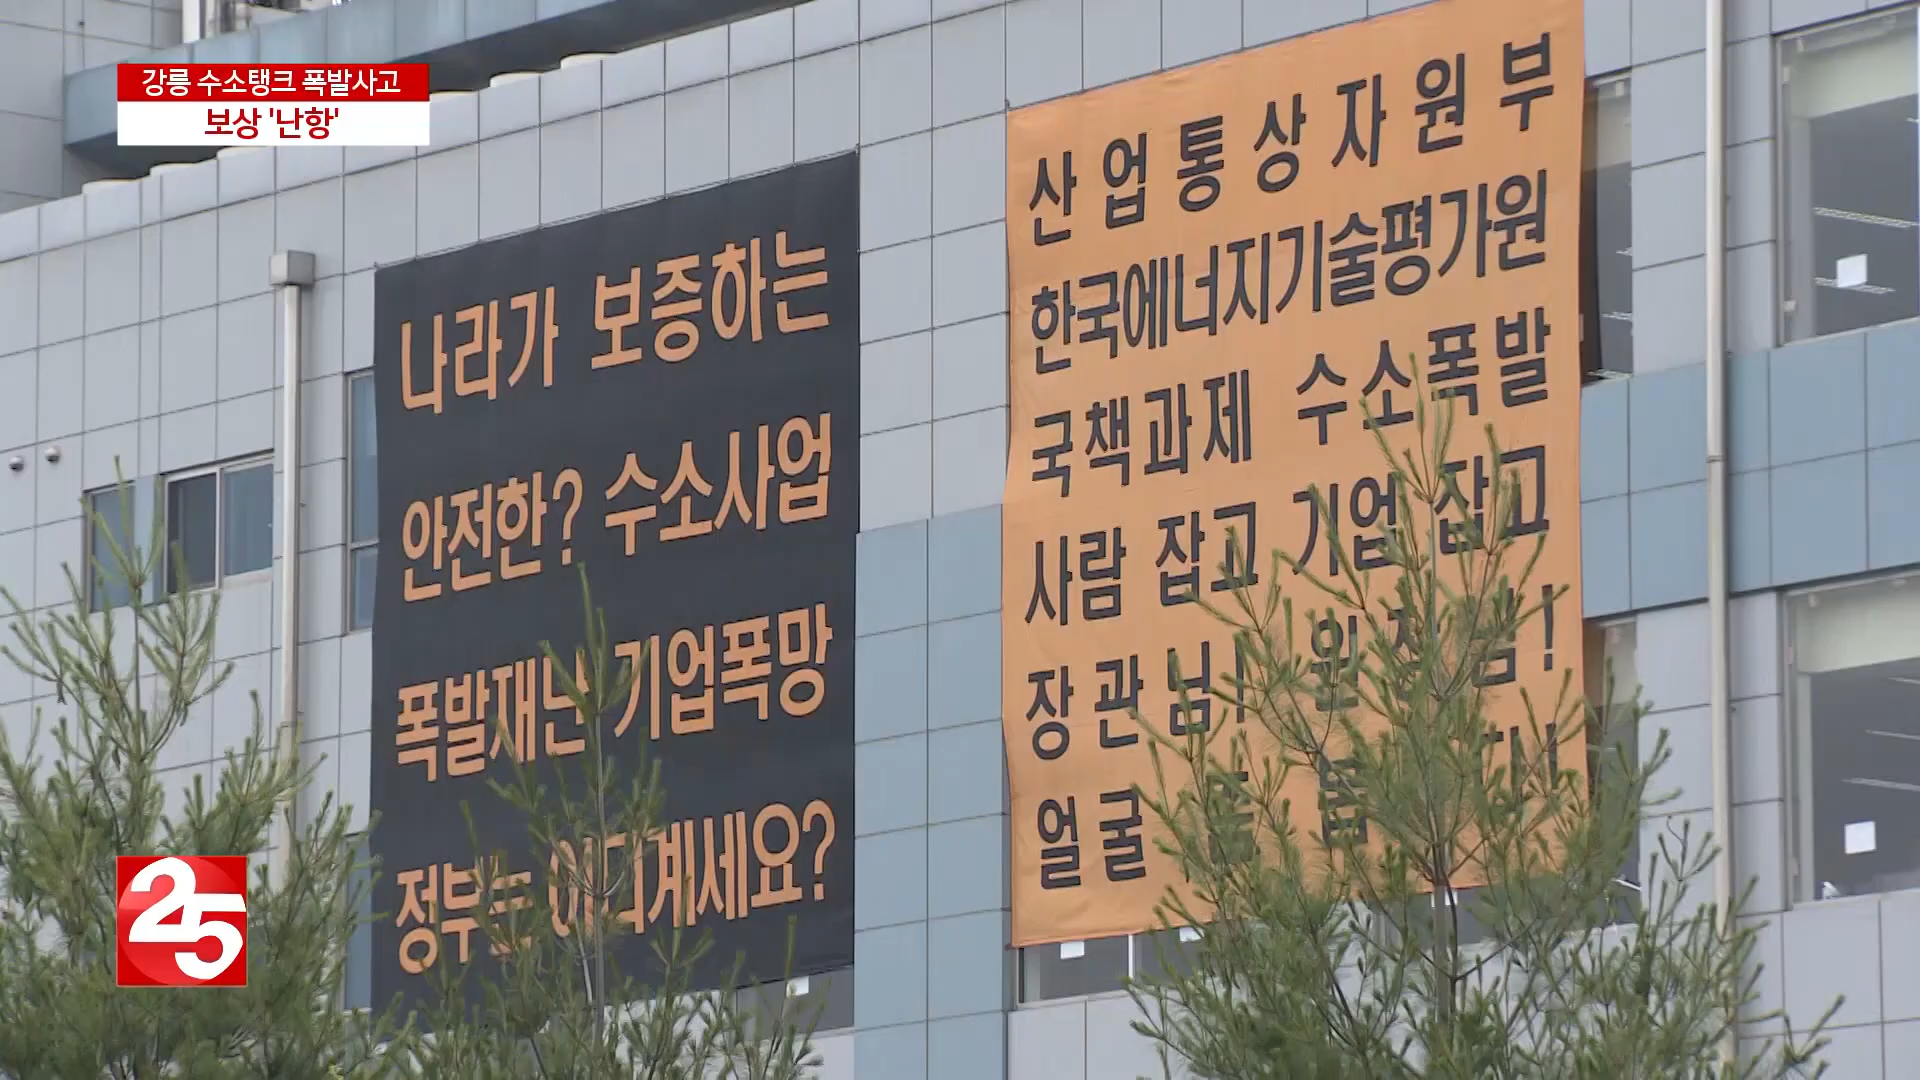 강릉 수소탱크 폭발사고
보상 '난항'
나라가 보증하는
안전한? 수소사업
폭발재난 기업폭망
정부는 어디계세요?
산업통상자원부
한국에너지기술평가원
국책과제 수소폭발
사람 잡고 기업 잡고
장관님! 원장님!
얼굴
25